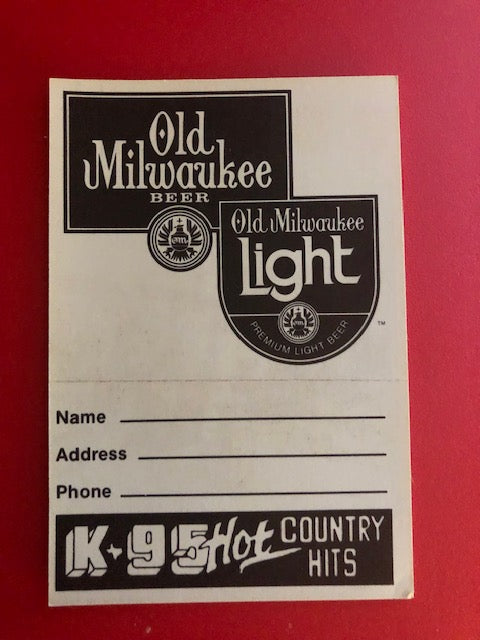 Old
Milwaukee
BEER
Old Milwaukee
Light
PREMIUM LIGHT BEER
TM
Name
Address
Phone
K-95 Hot COUNTRY
HITS